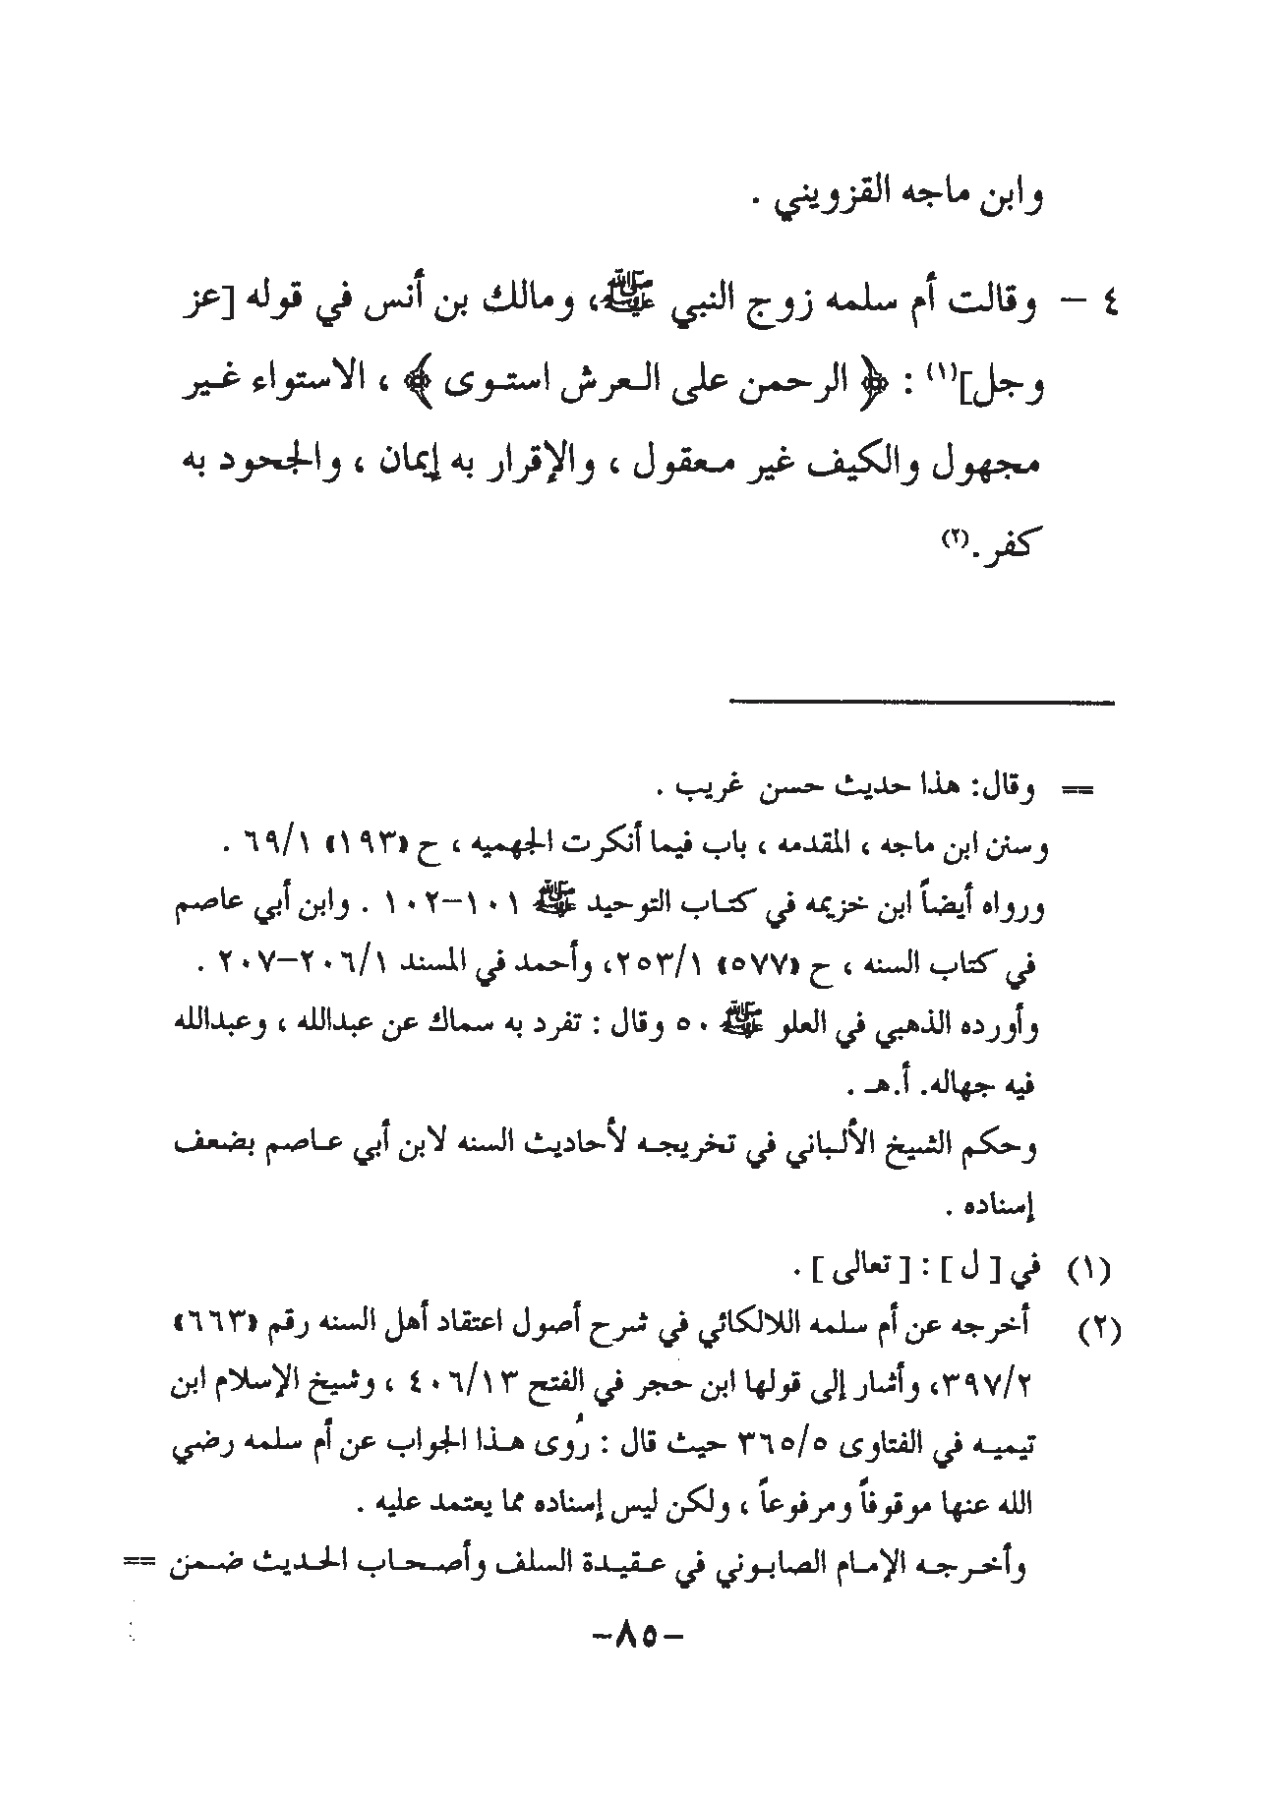 وابن ماجه القزويني .
٤ – وقالت أم سلمه زوج النبي ﷺ، ومالك بن أنس في قوله [عز
وجل](١) : ﴿ الرحمن على العرش استوى ﴾ ، الاستواء غير
مجهول والكيف غير معقول ، والإقرار به إيمان ، والجحود به
كفر .(٢)
== وقال: هذا حديث حسن غريب .
وسنن ابن ماجه ، المقدمه ، باب فيما أنكرت الجهميه ، ح (١٩٣) ٦٩/١ .
ورواه أيضاً ابن خزيمه في كتاب التوحيد ﷺ ١٠١–١٠٢ . وابن أبي عاصم
في كتاب السنه ، ح (٥٧٧) ٢٥٣/١، وأحمد في المسند ٢٠٦/١–٢٠٧ .
وأورده الذهبي في العلو ﷺ ٥٠ وقال : تفرد به سماك عن عبدالله ، وعبدالله
فيه جهاله. أ.هـ .
وحكم الشيخ الألباني في تخريجه لأحاديث السنه لابن أبي عاصم بضعف
إسناده .
(١) في [ ل ] : [ تعالى ] .
(٢) أخرجه عن أم سلمه اللالكائي في شرح أصول اعتقاد أهل السنه رقم (٦٦٣)
٣٩٧/٢، وأشار إلى قولها ابن حجر في الفتح ٤٠٦/١٣ ، وشيخ الإسلام ابن
تيميه في الفتاوى ٣٦٥/٥ حيث قال : رُوى هذا الجواب عن أم سلمه رضي
الله عنها موقوفاً ومرفوعاً ، ولكن ليس إسناده مما يعتمد عليه .
وأخرجه الإمام الصابوني في عقيدة السلف وأصحاب الحديث ضمن ==
–٨٥–